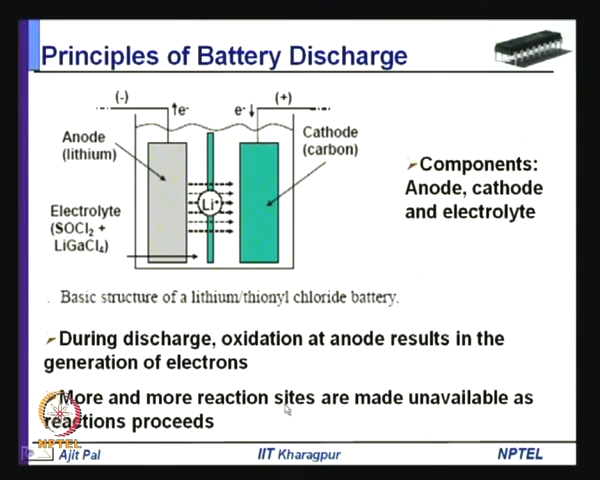 Principles of Battery Discharge
(-)
e-
e-
(+)
Anode
(lithium)
Cathode
(carbon)
Li+
Electrolyte
(SOCl2 +
LiGaCl4)
Components:
Anode, cathode
and electrolyte
. Basic structure of a lithium/thionyl chloride battery.
During discharge, oxidation at anode results in the
generation of electrons
More and more reaction sites are made unavailable as
reactions proceeds
NPTEL
Ajit Pal
IIT Kharagpur
NPTEL